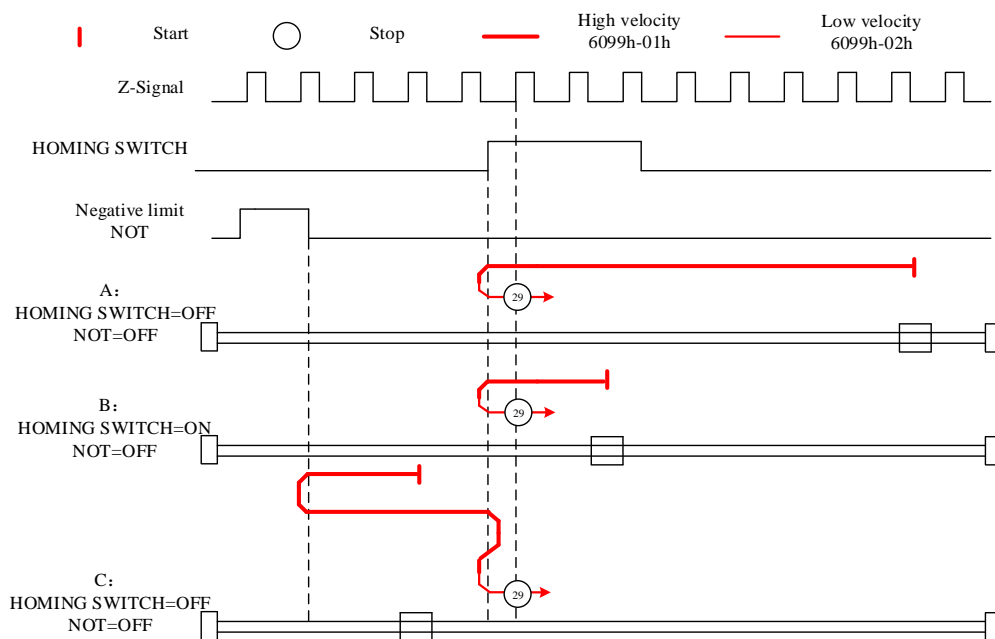 Start
Stop
High velocity
6099h-01h
Low velocity
6099h-02h
Z-Signal
HOMING SWITCH
Negative limit
NOT
A：
HOMING SWITCH=OFF
NOT=OFF
29
B：
HOMING SWITCH=ON
NOT=OFF
29
C：
HOMING SWITCH=OFF
NOT=OFF
29